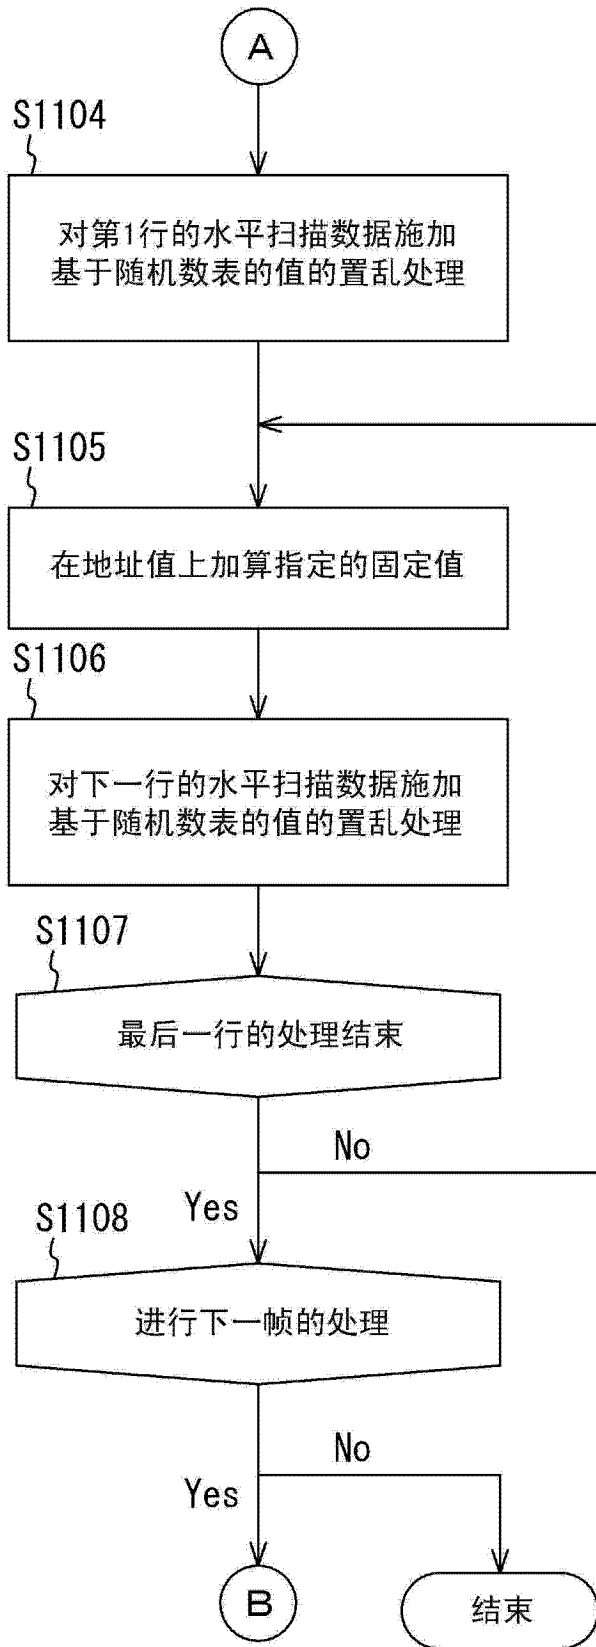 A
S1104
对第1行的水平扫描数据施加
基于随机数表的值的置乱处理
S1105
在地址值上加算指定的固定值
S1106
对下一行的水平扫描数据施加
基于随机数表的值的置乱处理
S1107
最后一行的处理结束
No
Yes
S1108
进行下一帧的处理
No
Yes
B
结束